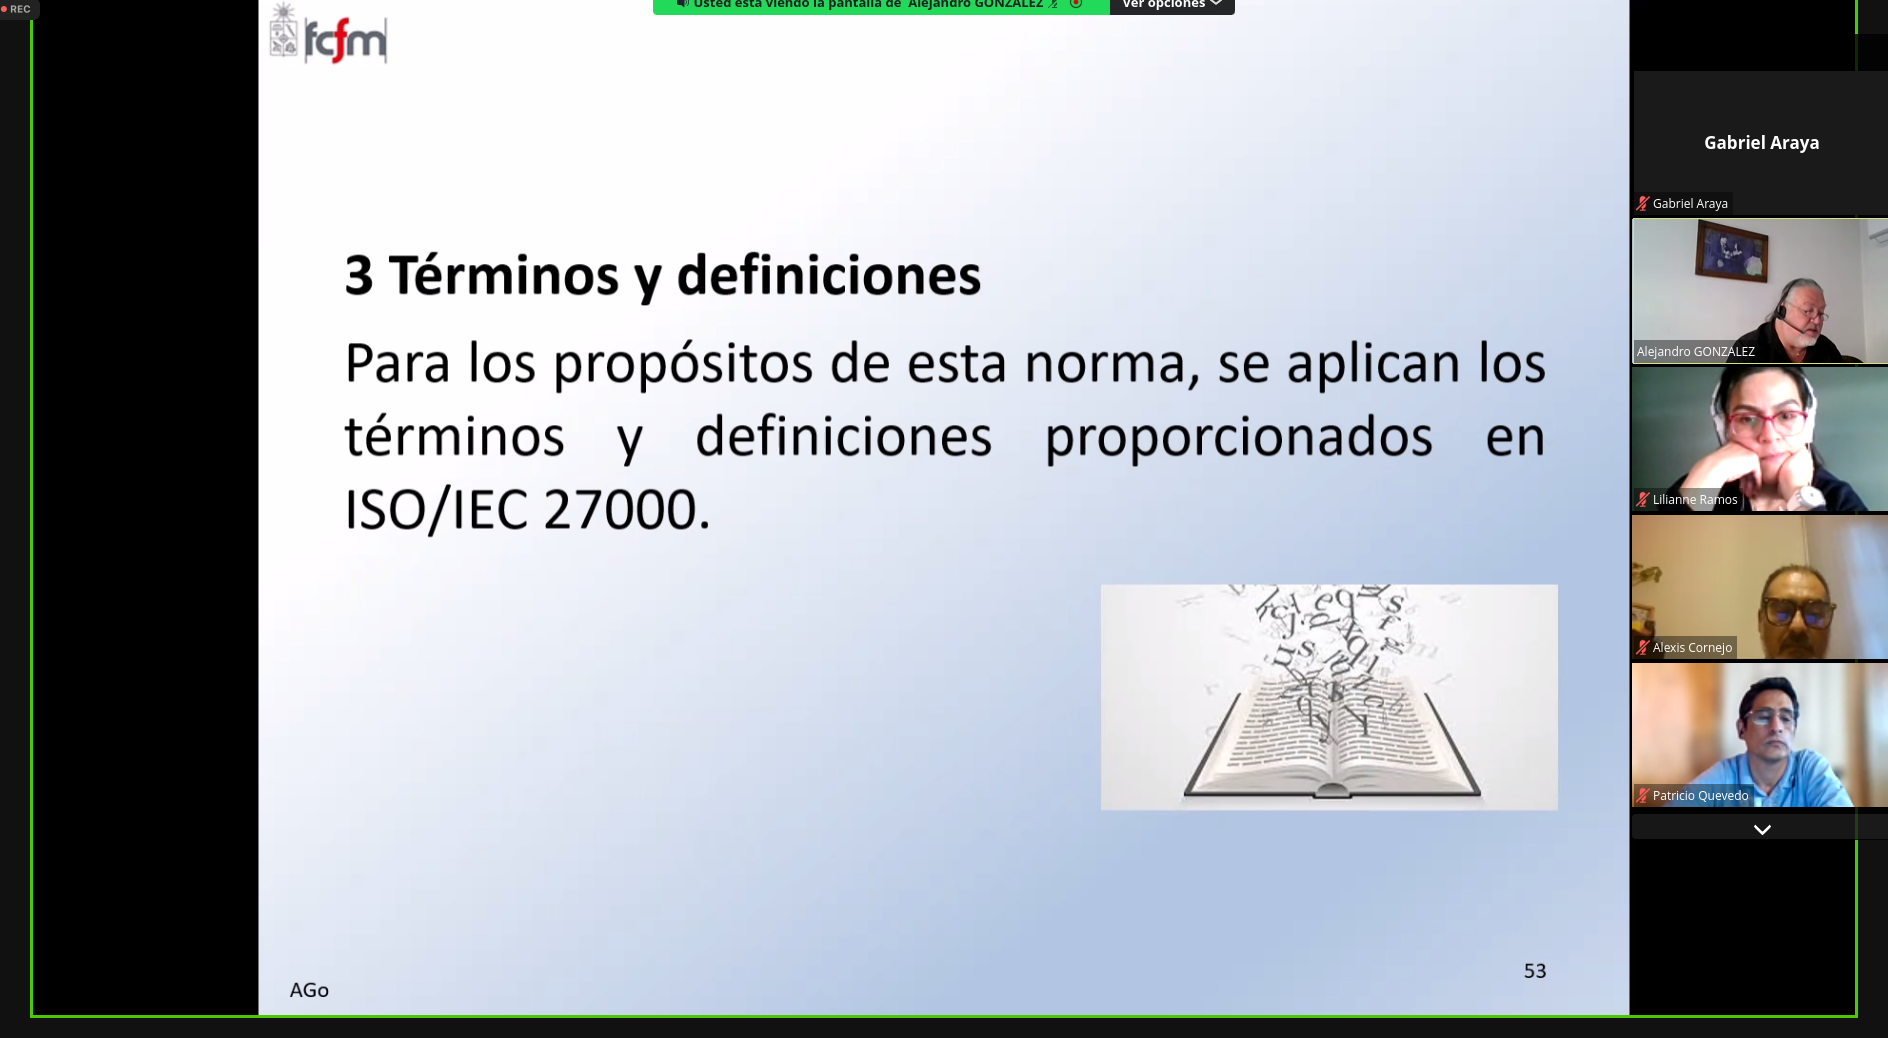 REC
Usted está viendo la pantalla de Alejandro GONZALEZ
Ver opciones
fcfm
3 Términos y definiciones
Para los propósitos de esta norma, se aplican los
términos y definiciones proporcionados en
ISO/IEC 27000.
AGo
53
Gabriel Araya
Gabriel Araya
Alejandro GONZALEZ
Lilianne Ramos
Alexis Cornejo
Patricio Quevedo